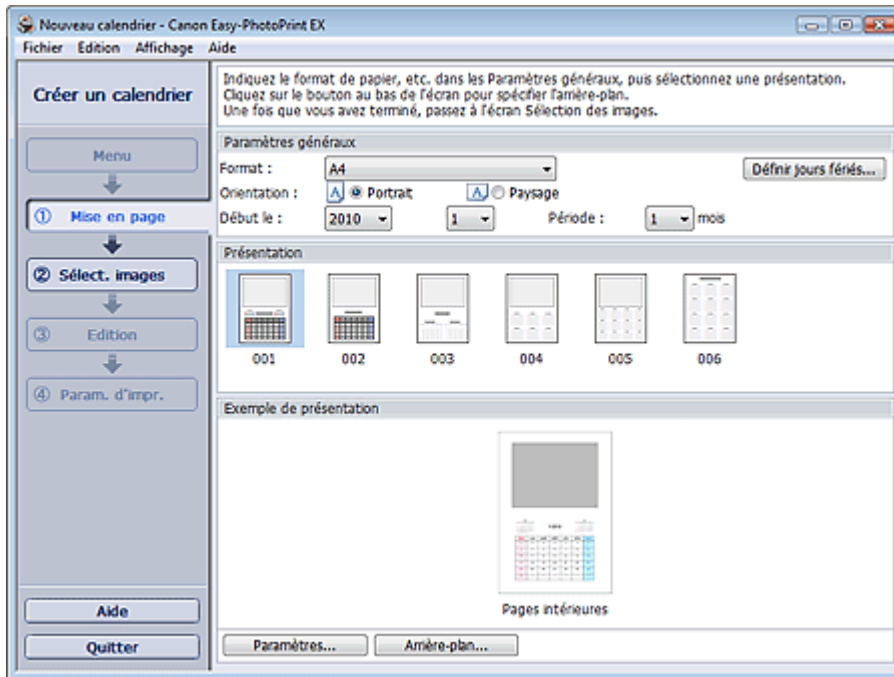 Nouveau calendrier - Canon Easy-PhotoPrint EX
Fichier Edition Affichage Aide
Créer un calendrier
Indiquez le format de papier, etc. dans les Paramètres généraux, puis sélectionnez une présentation.
Cliquez sur le bouton au bas de l'écran pour spécifier l'arrière-plan.
Une fois que vous avez terminé, passez à l'écran Sélection des images.
Menu
① Mise en page
② Sélect. images
③ Edition
④ Param. d'impr.
Aide
Quitter
Paramètres généraux
Format : A4 Définir jours fériés...
Orientation : A Portrait A Paysage
Début le : 2010 1 Période : 1 mois
Présentation
001 002 003 004 005 006
Exemple de présentation
Pages intérieures
Paramètres... Arrière-plan...